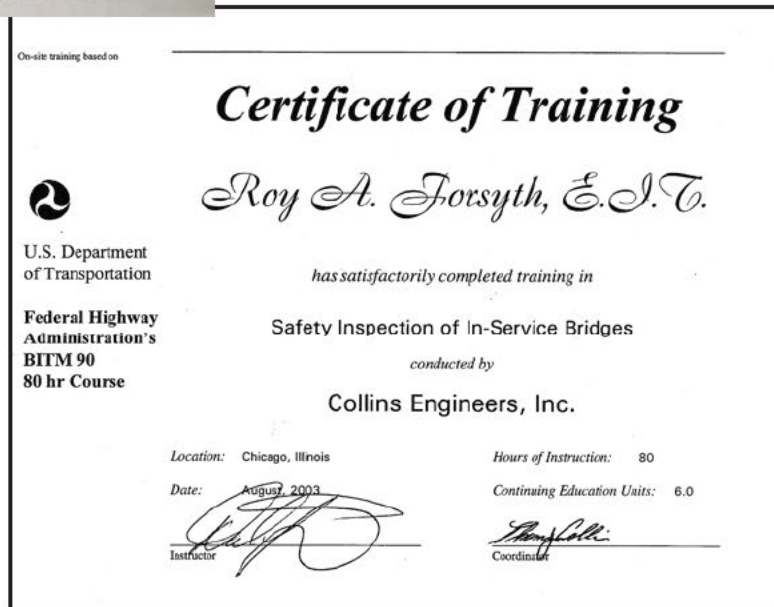 On-site training based on
Certificate of Training
Roy A. Forsyth, E.I.T.
U.S. Department
of Transportation
has satisfactorily completed training in
Federal Highway
Administration's
BITM 90
80 hr Course
Safety Inspection of In-Service Bridges
conducted by
Collins Engineers, Inc.
Location: Chicago, Illinois
Hours of Instruction: 80
Date: August, 2003
Continuing Education Units: 6.0
Instructor
Coordinator